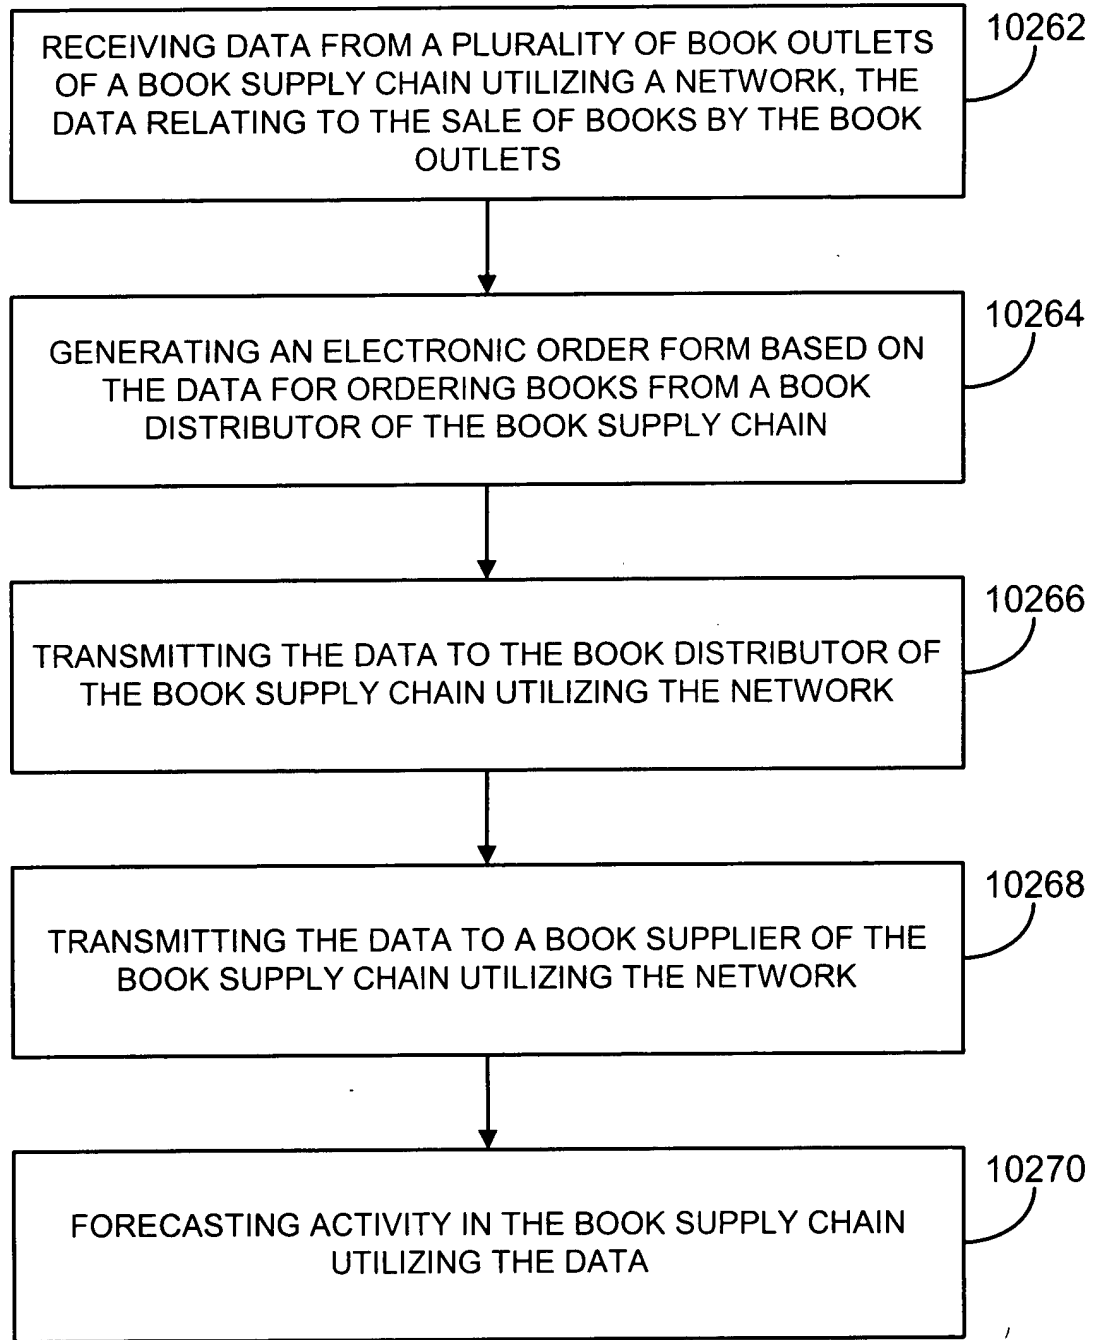 10262
RECEIVING DATA FROM A PLURALITY OF BOOK OUTLETS
OF A BOOK SUPPLY CHAIN UTILIZING A NETWORK, THE
DATA RELATING TO THE SALE OF BOOKS BY THE BOOK
OUTLETS
10264
GENERATING AN ELECTRONIC ORDER FORM BASED ON
THE DATA FOR ORDERING BOOKS FROM A BOOK
DISTRIBUTOR OF THE BOOK SUPPLY CHAIN
10266
TRANSMITTING THE DATA TO THE BOOK DISTRIBUTOR OF
THE BOOK SUPPLY CHAIN UTILIZING THE NETWORK
10268
TRANSMITTING THE DATA TO A BOOK SUPPLIER OF THE
BOOK SUPPLY CHAIN UTILIZING THE NETWORK
10270
FORECASTING ACTIVITY IN THE BOOK SUPPLY CHAIN
UTILIZING THE DATA